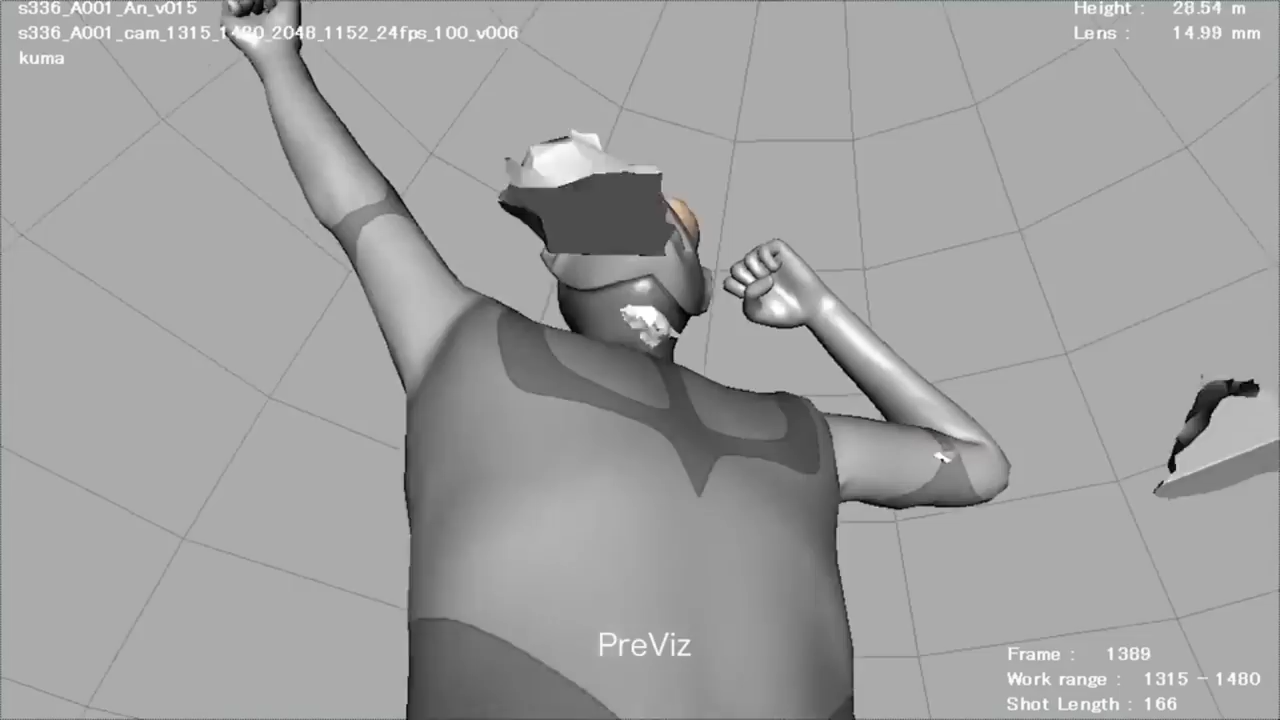 s336_A001_An_v015
s336_A001_cam_1315_1480_2048_1152_24fps_100_v006
kuma
Height : 28.54 m
Lens : 14.99 mm
PreViz
Frame : 1389
Work range : 1315 - 1480
Shot Length : 166